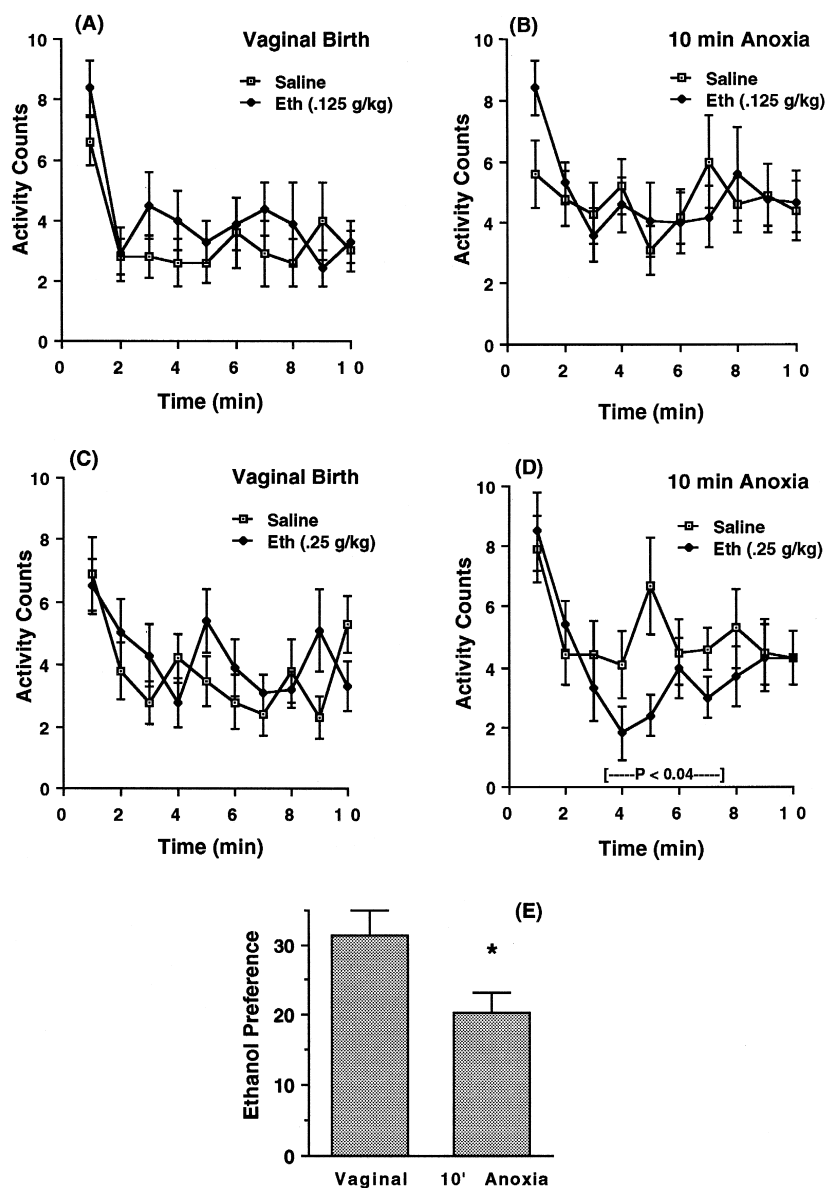 (A)
Vaginal Birth
Saline
Eth (.125 g/kg)
10
8
6
4
2
0
Activity Counts
0 2 4 6 8 1 0
Time (min)
(B)
10 min Anoxia
Saline
Eth (.125 g/kg)
10
8
6
4
2
0
Activity Counts
0 2 4 6 8 1 0
Time (min)
(C)
Vaginal Birth
Saline
Eth (.25 g/kg)
10
8
6
4
2
0
Activity Counts
0 2 4 6 8 1 0
Time (min)
(D)
10 min Anoxia
Saline
Eth (.25 g/kg)
10
8
6
4
2
0
Activity Counts
[-----P < 0.04-----]
0 2 4 6 8 1 0
Time (min)
(E)
*
30
20
10
0
Ethanol Preference
Vaginal 10' Anoxia